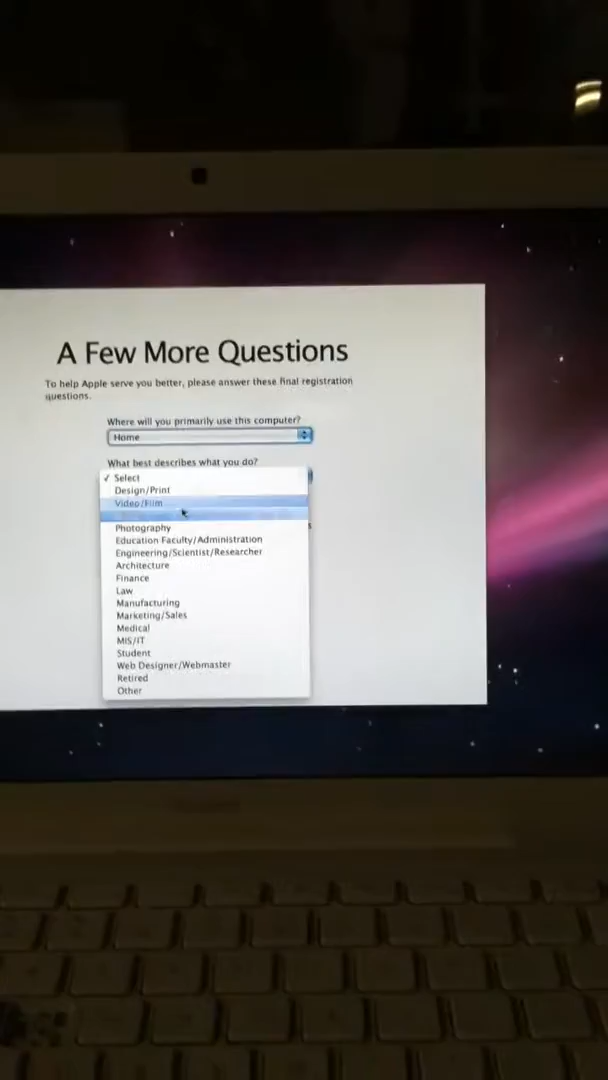 A Few More Questions
To help Apple serve you better, please answer these final registration
questions.
Where will you primarily use this computer?
Home
What best describes what you do?
✓ Select
Design/Print
Video/Film
Photography
Education Faculty/Administration
Engineering/Scientist/Researcher
Architecture
Finance
Law
Manufacturing
Marketing/Sales
Medical
MIS/IT
Student
Web Designer/Webmaster
Retired
Other